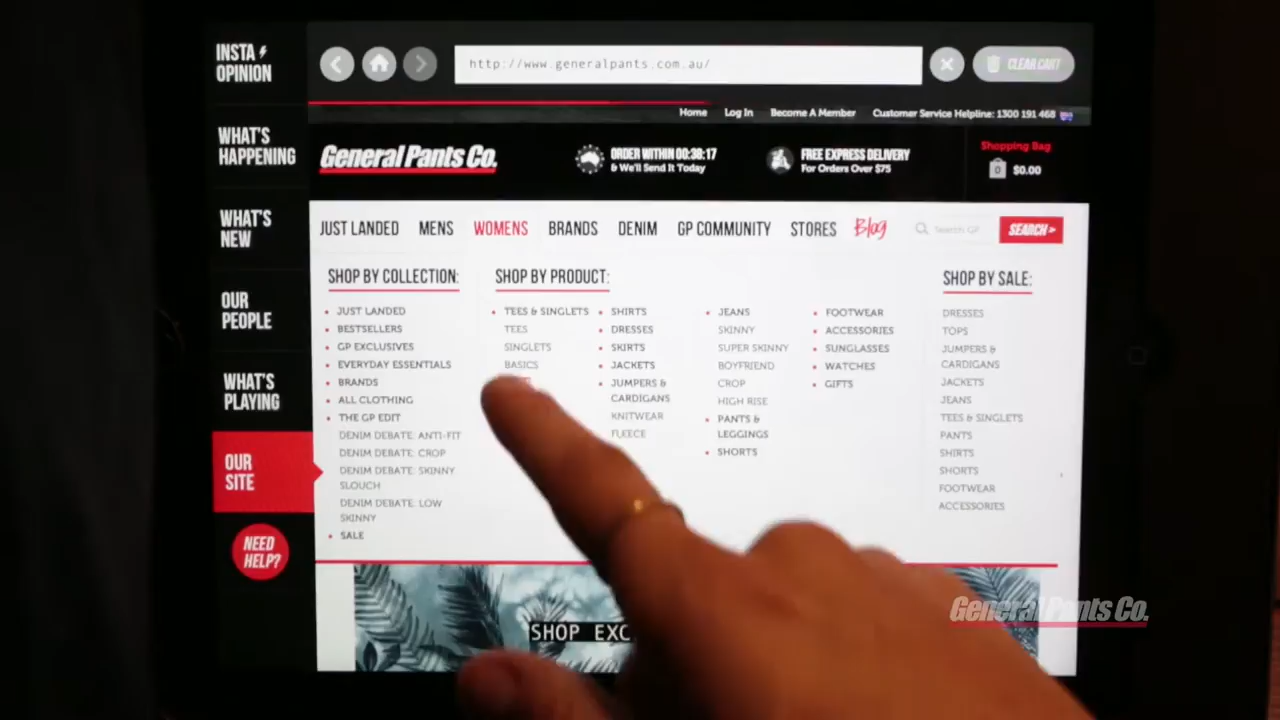 INSTA
OPINION
WHAT'S
HAPPENING
WHAT'S
NEW
OUR
PEOPLE
WHAT'S
PLAYING
OUR
SITE
NEED
HELP?
http://www.generalpants.com.au/
CLEAR CART
Home Log In Become A Member Customer Service Helpline: 1300 191 468
General Pants Co.
ORDER WITHIN 00:38:17
& We'll Send It Today
FREE EXPRESS DELIVERY
For Orders Over $75
Shopping Bag
0 $0.00
JUST LANDED MENS WOMENS BRANDS DENIM GP COMMUNITY STORES Blog Search GP SEARCH >
SHOP BY COLLECTION:
JUST LANDED
BESTSELLERS
GP EXCLUSIVES
EVERYDAY ESSENTIALS
BRANDS
ALL CLOTHING
THE GP EDIT
DENIM DEBATE: ANTI-FIT
DENIM DEBATE: CROP
DENIM DEBATE: SKINNY
SLOUCH
DENIM DEBATE: LOW
SKINNY
SALE
SHOP BY PRODUCT:
TEES & SINGLETS
TEES
SINGLETS
BASICS
SHIRTS
DRESSES
SKIRTS
JACKETS
JUMPERS &
CARDIGANS
KNITWEAR
FLEECE
JEANS
SKINNY
SUPER SKINNY
BOYFRIEND
CROP
HIGH RISE
PANTS &
LEGGINGS
SHORTS
FOOTWEAR
ACCESSORIES
SUNGLASSES
WATCHES
GIFTS
SHOP BY SALE:
DRESSES
TOPS
JUMPERS &
CARDIGANS
JACKETS
JEANS
TEES & SINGLETS
PANTS
SHIRTS
SHORTS
FOOTWEAR
ACCESSORIES
SHOP EXC
General Pants Co.